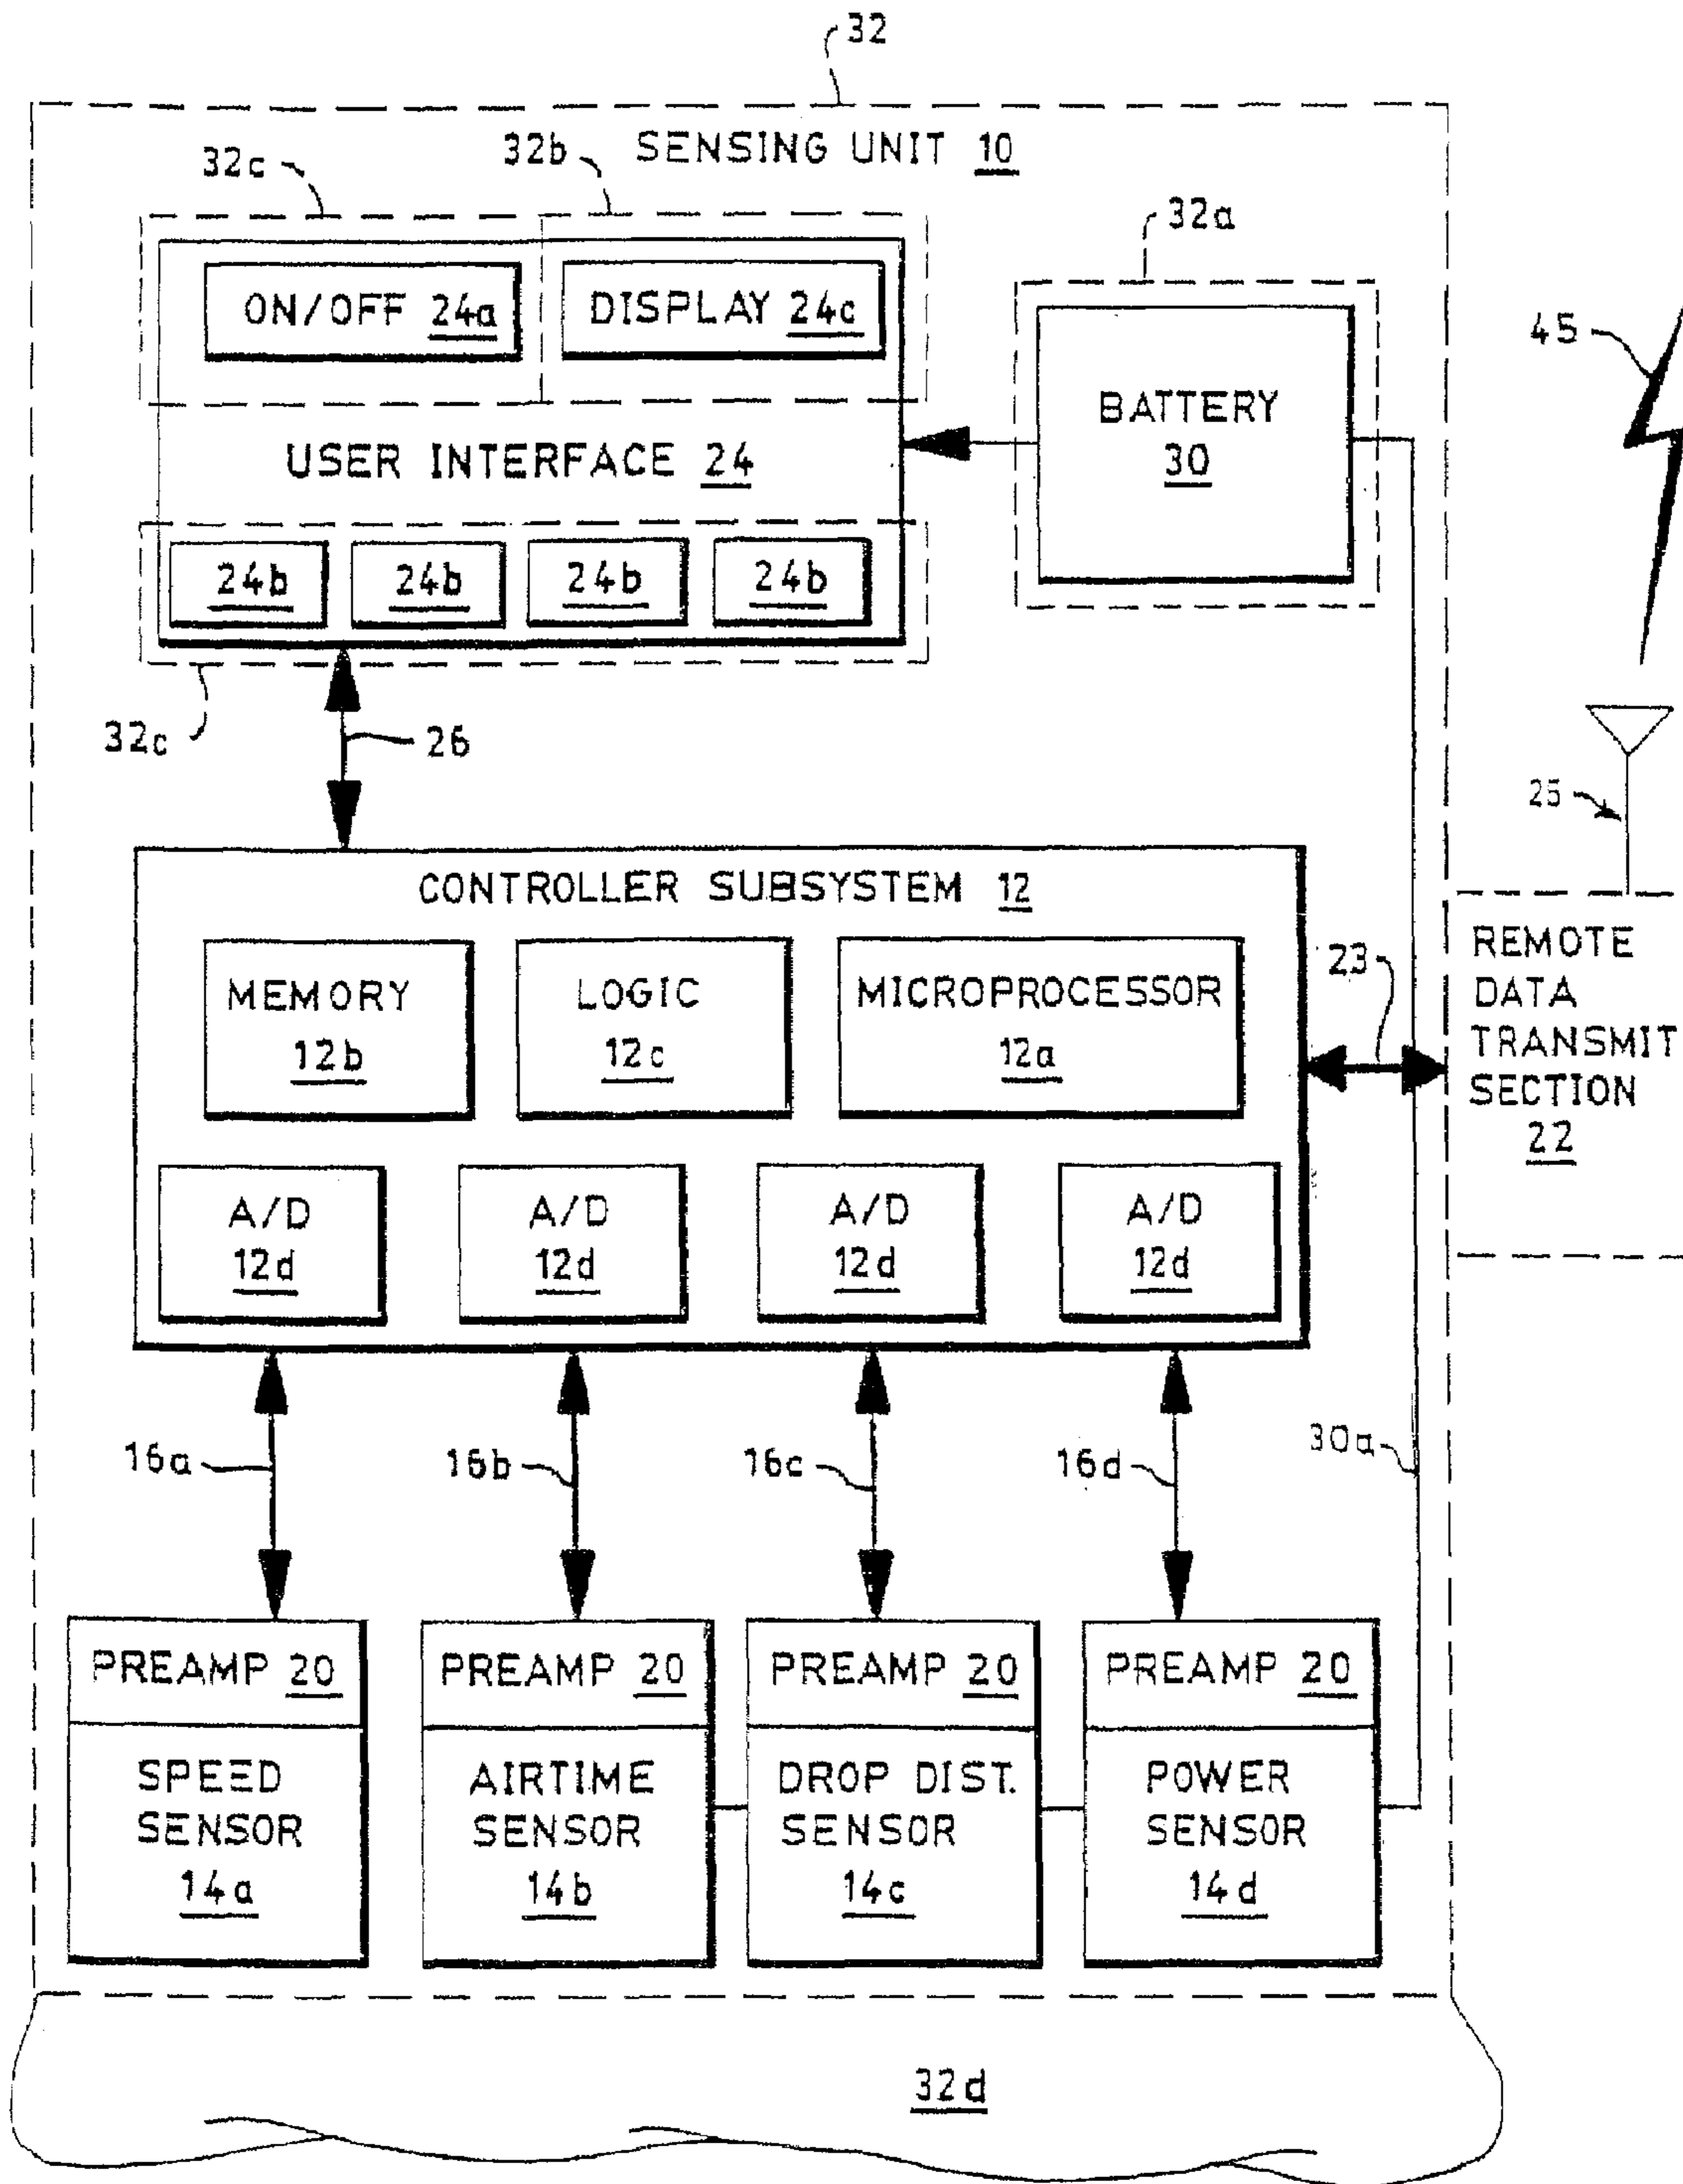 32
SENSING UNIT 10
32c
32b
32a
ON/OFF 24a
DISPLAY 24c
45
BATTERY
30
USER INTERFACE 24
24b 24b 24b 24b
32c
26
25
CONTROLLER SUBSYSTEM 12
MEMORY
12b
LOGIC
12c
MICROPROCESSOR
12a
23
REMOTE
DATA
TRANSMIT
SECTION
22
A/D
12d
A/D
12d
A/D
12d
A/D
12d
16a
16b
16c
16d
30a
PREAMP 20
SPEED
SENSOR
14a
PREAMP 20
AIRTIME
SENSOR
14b
PREAMP 20
DROP DIST.
SENSOR
14c
PREAMP 20
POWER
SENSOR
14d
32d